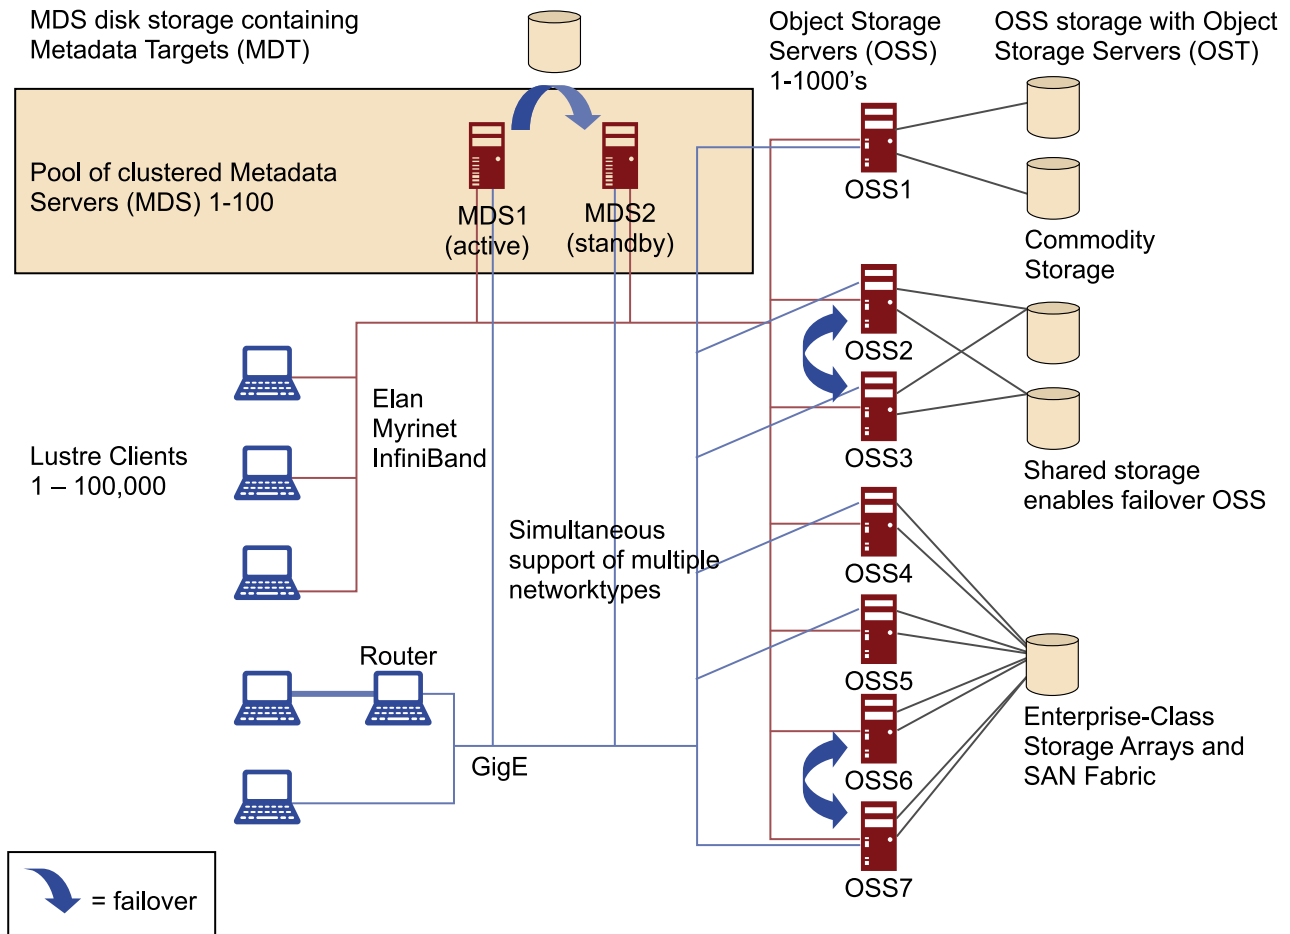 MDS disk storage containing
Metadata Targets (MDT)
Object Storage
Servers (OSS)
1-1000's
OSS storage with Object
Storage Servers (OST)
Pool of clustered Metadata
Servers (MDS) 1-100
MDS1
(active)
MDS2
(standby)
OSS1
Commodity
Storage
OSS2
Elan
Myrinet
InfiniBand
OSS3
Lustre Clients
1 – 100,000
Shared storage
enables failover OSS
Simultaneous
support of multiple
networktypes
OSS4
Router
OSS5
Enterprise-Class
Storage Arrays and
SAN Fabric
GigE
OSS6
OSS7
= failover